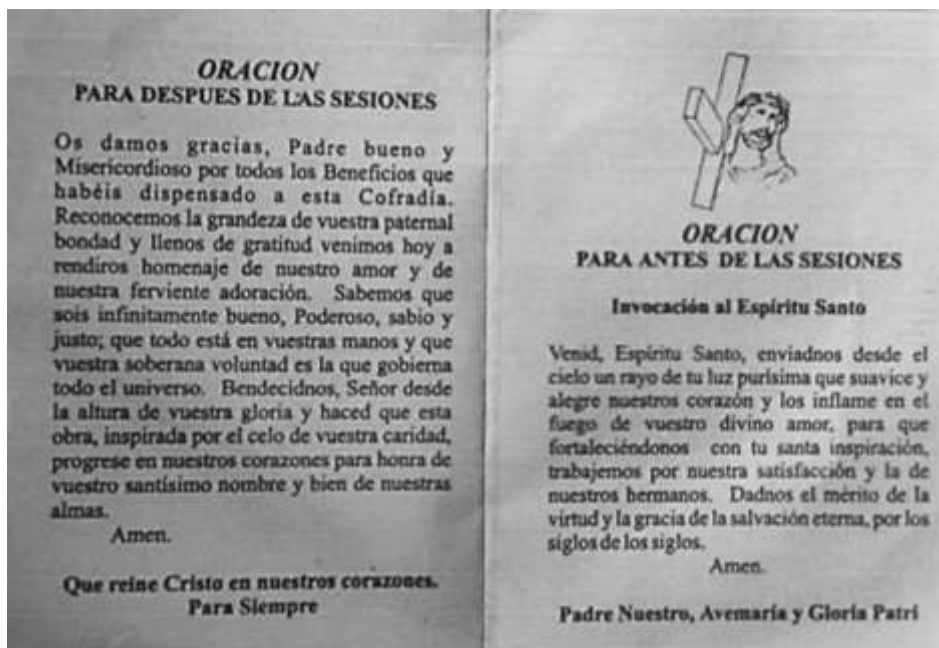 ORACION
PARA DESPUES DE LAS SESIONES
Os damos gracias, Padre bueno y
Misericordioso por todos los Beneficios que
habéis dispensado a esta Cofradía.
Reconocemos la grandeza de vuestra paternal
bondad y llenos de gratitud venimos hoy a
rendiros homenaje de nuestro amor y de
nuestra ferviente adoración. Sabemos que
sois infinitamente bueno, Poderoso, sabio y
justo; que todo está en vuestras manos y que
vuestra soberana voluntad es la que gobierna
todo el universo. Bendecidnos, Señor desde
la altura de vuestra gloria y haced que esta
obra, inspirada por el celo de vuestra caridad,
progrese en nuestros corazones para honra de
vuestro santísimo nombre y bien de nuestras
almas.
Amen.
Que reine Cristo en nuestros corazones.
Para Siempre
ORACION
PARA ANTES DE LAS SESIONES
Invocación al Espíritu Santo
Venid, Espíritu Santo, enviadnos desde el
cielo un rayo de tu luz purísima que suavice y
alegre nuestros corazón y los inflame en el
fuego de vuestro divino amor, para que
fortaleciéndonos con tu santa inspiración,
trabajemos por nuestra satisfacción y la de
nuestros hermanos. Dadnos el mérito de la
virtud y la gracia de la salvación eterna, por los
siglos de los siglos.
Amen.
Padre Nuestro, Avemaría y Gloria Patri